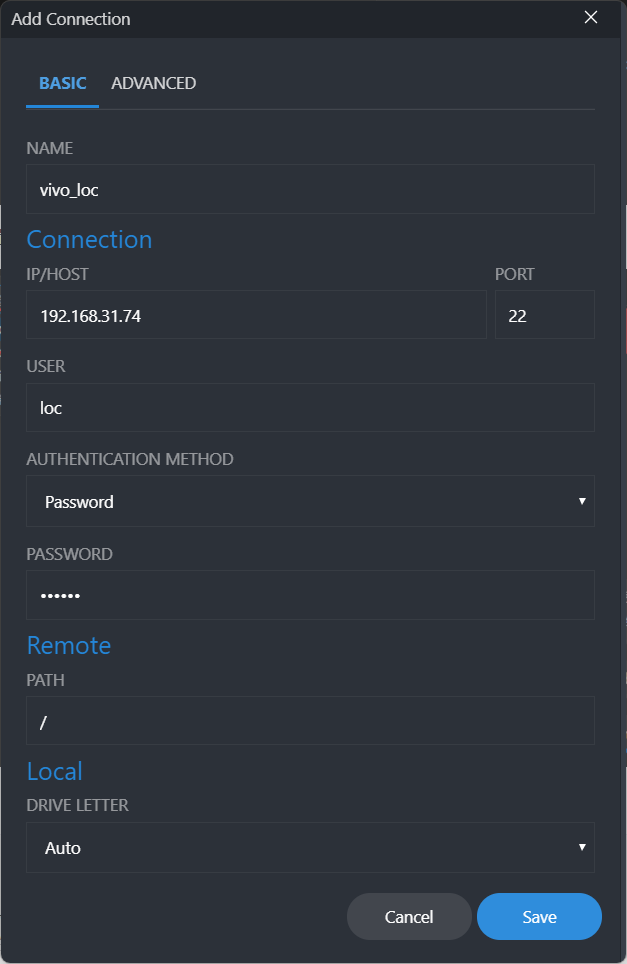 Add Connection
BASIC ADVANCED
NAME
vivo_loc
Connection
IP/HOST PORT
192.168.31.74 22
USER
loc
AUTHENTICATION METHOD
Password
PASSWORD
••••••
Remote
PATH
/
Local
DRIVE LETTER
Auto
Cancel Save